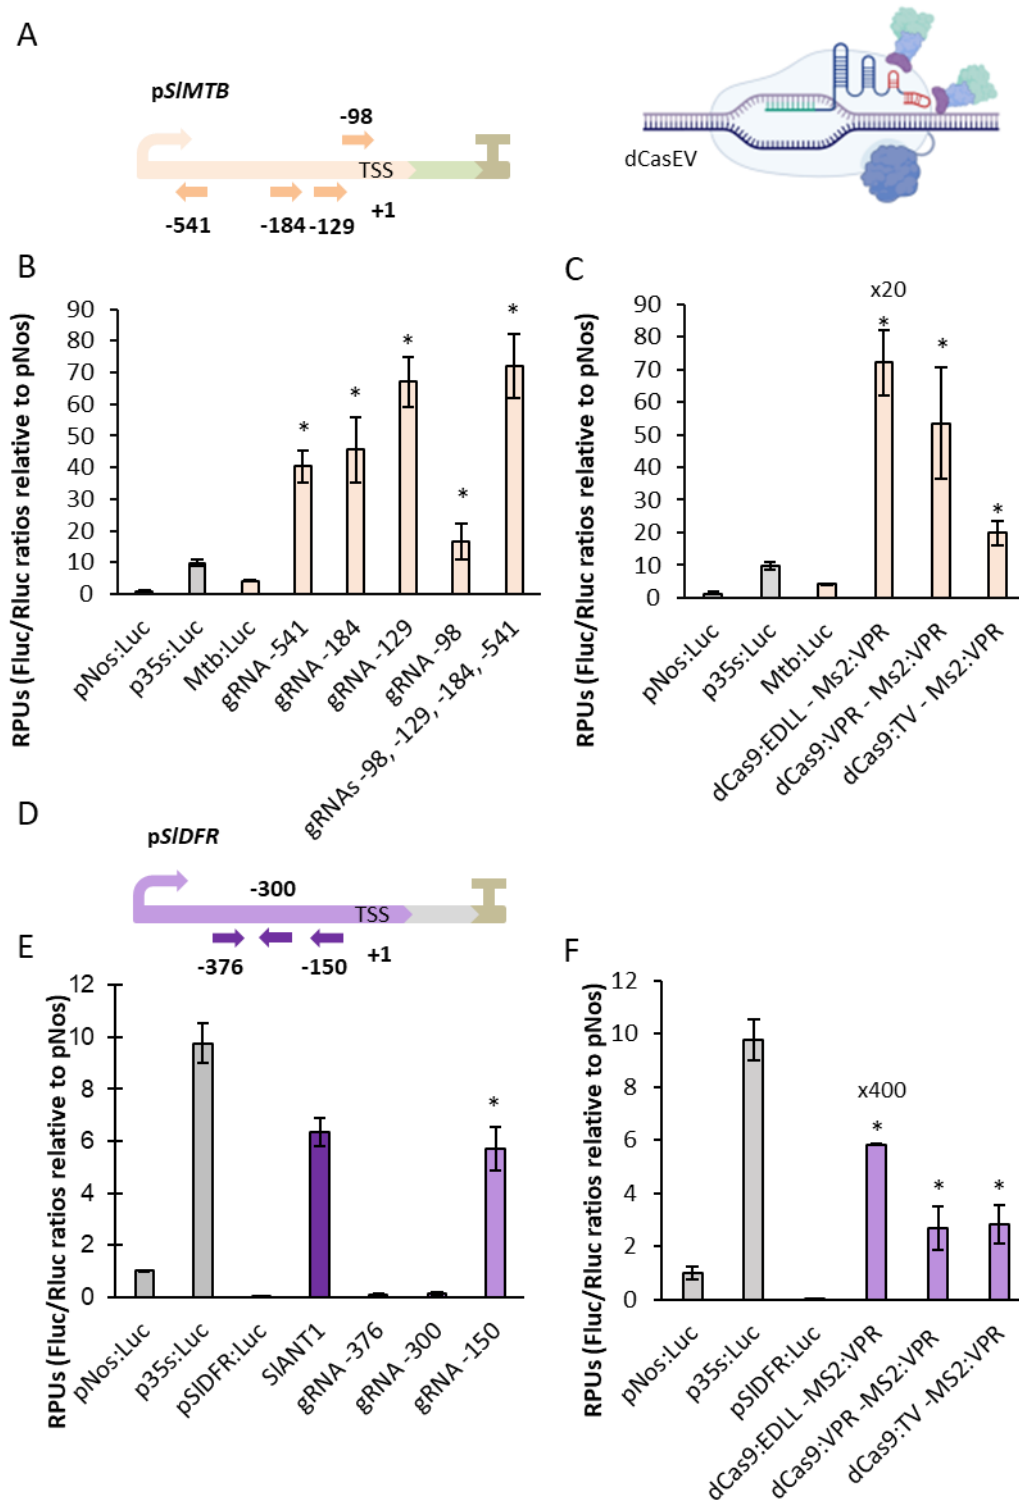 A
pSlMTB
-98
TSS
-541
-184
-129
+1
dCasEV
B
RPUs (Fluc/Rluc ratios relative to pNos)
90
80
70
60
50
40
30
20
10
0
*
*
*
*
*
pNos:Luc
p35s:Luc
Mtb:Luc
gRNA -541
gRNA -184
gRNA -129
gRNA -98
gRNAs -98, -129, -184, -541
C
RPUs (Fluc/Rluc ratios relative to pNos)
90
80
70
60
50
40
30
20
10
0
x20
*
*
*
pNos:Luc
p35s:Luc
Mtb:Luc
dCas9:EDLL - Ms2:VPR
dCas9:VPR - Ms2:VPR
dCas9:TV - Ms2:VPR
D
pSlDFR
-300
TSS
-376
-150
+1
E
RPUs (Fluc/Rluc ratios relative to pNos)
12
10
8
6
4
2
0
*
pNos:Luc
p35s:Luc
pSlDFR:Luc
SlANT1
gRNA -376
gRNA -300
gRNA -150
F
RPUs (Fluc/Rluc ratios relative to pNos)
12
10
8
6
4
2
0
x400
*
*
*
pNos:Luc
p35s:Luc
pSlDFR:Luc
dCas9:EDLL -MS2:VPR
dCas9:VPR -MS2:VPR
dCas9:TV -MS2:VPR